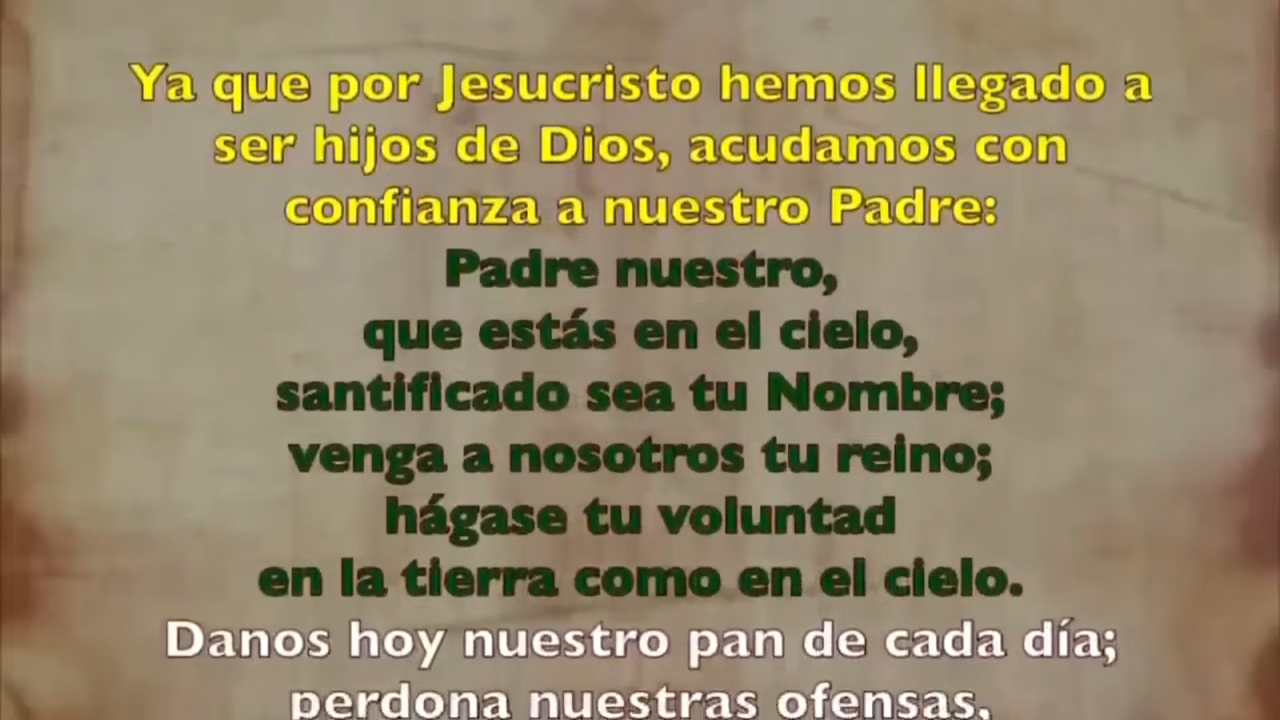 Ya que por Jesucristo hemos llegado a
ser hijos de Dios, acudamos con
confianza a nuestro Padre:
Padre nuestro,
que estás en el cielo,
santificado sea tu Nombre;
venga a nosotros tu reino;
hágase tu voluntad
en la tierra como en el cielo.
Danos hoy nuestro pan de cada día;
perdona nuestras ofensas,